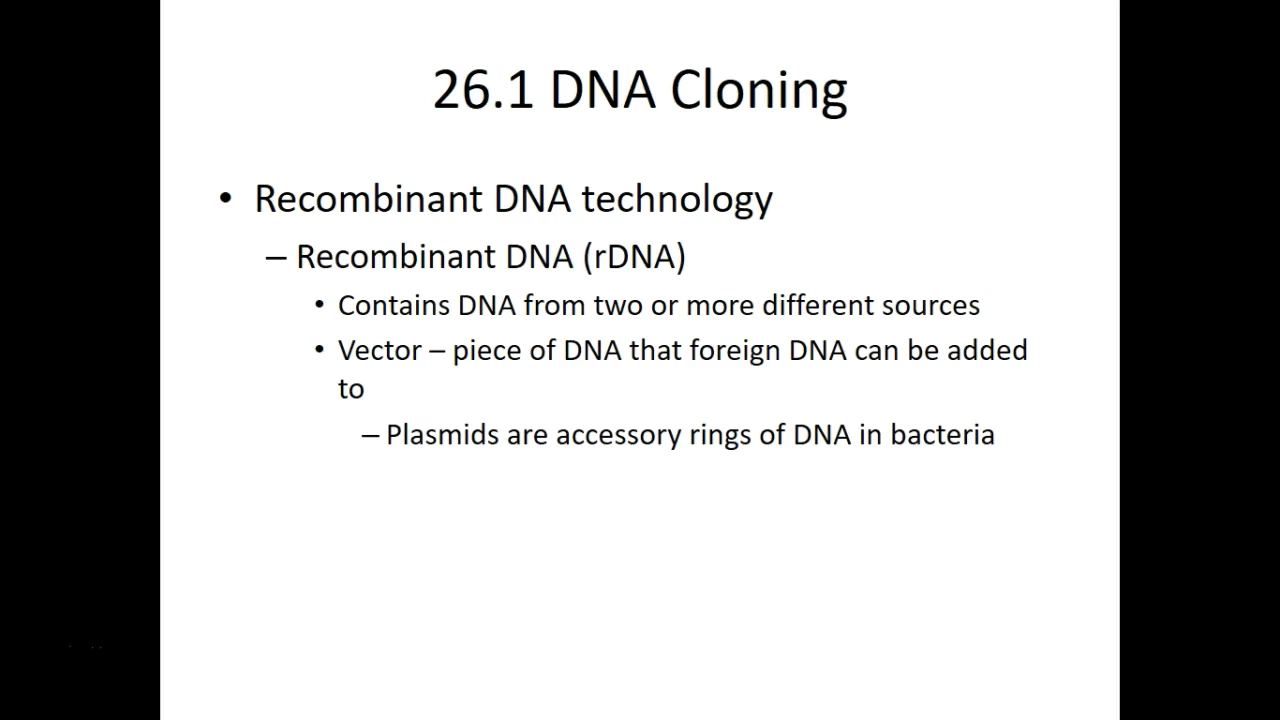 26.1 DNA Cloning
• Recombinant DNA technology
– Recombinant DNA (rDNA)
• Contains DNA from two or more different sources
• Vector – piece of DNA that foreign DNA can be added
to
– Plasmids are accessory rings of DNA in bacteria